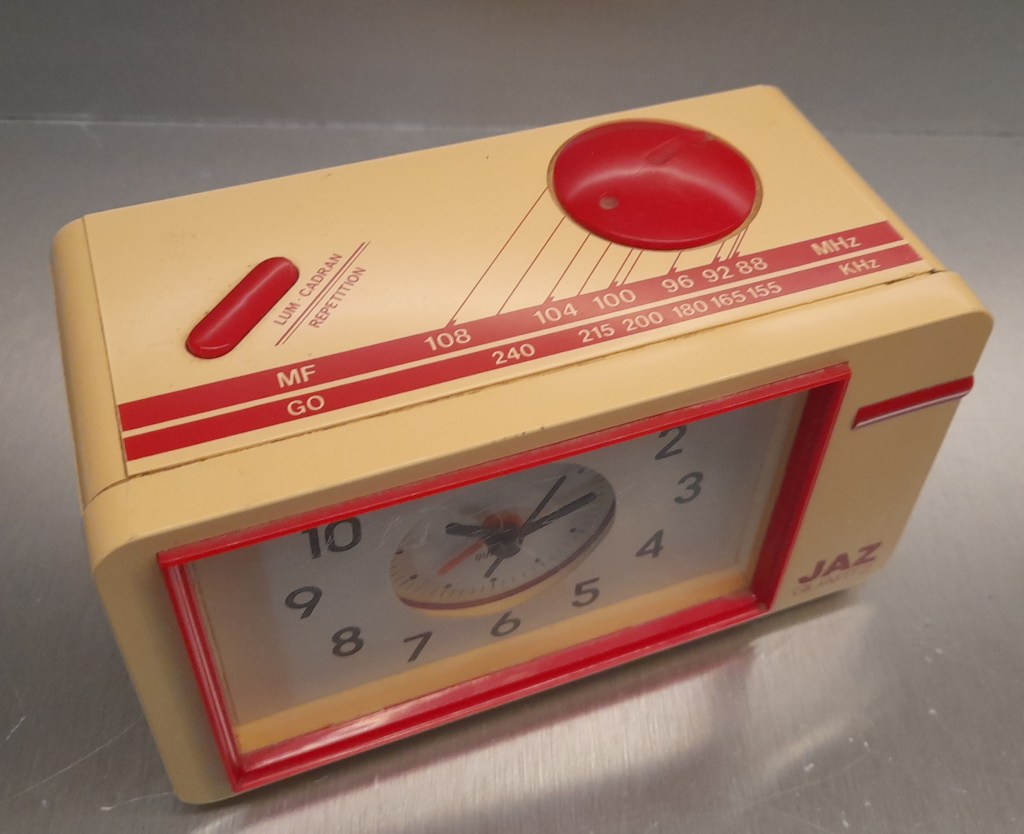 LUM·CADRAN
REPETITION
MF 108 104 100 96 92 88 MHz
GO 240 215 200 180 165 155 KHz
10 2
9 3
8 4
7 6 5
JAZ